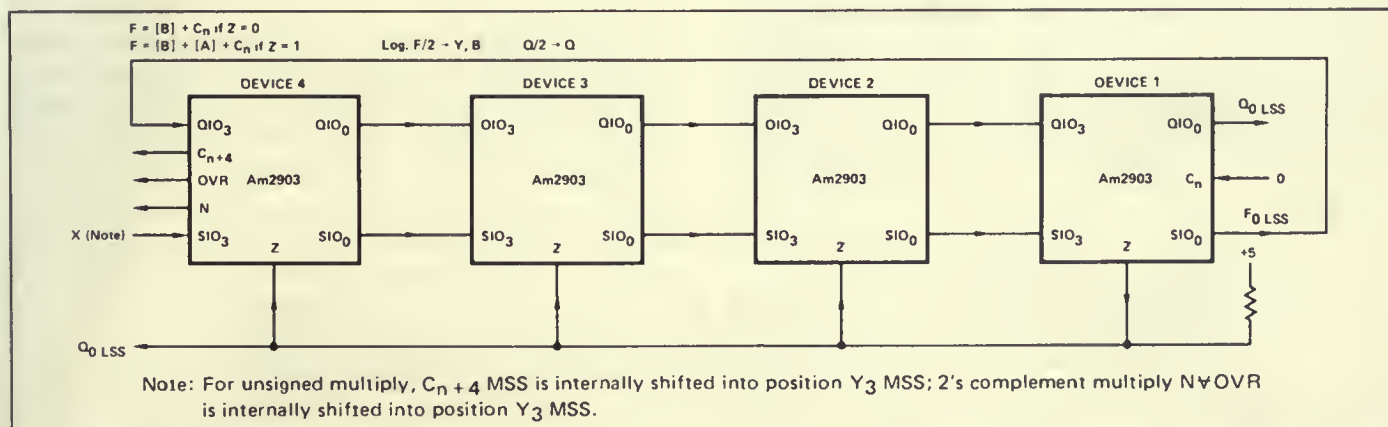 F = [B] + Cn if Z = 0
F = [B] + [A] + Cn if Z = 1 Log. F/2 → Y, B Q/2 → Q
DEVICE 4 DEVICE 3 DEVICE 2 DEVICE 1
QIO3 QIO0 QIO3 QIO0 QIO3 QIO0 QIO3 QIO0 Q0 LSS
Cn+4
OVR Am2903 Am2903 Am2903 Am2903 Cn 0
N
X (Note) SIO3 Z SIO0 SIO3 Z SIO0 SIO3 Z SIO0 SIO3 Z SIO0 F0 LSS
+5
Q0 LSS
Note: For unsigned multiply, Cn + 4 MSS is internally shifted into position Y3 MSS; 2's complement multiply N∀OVR
is internally shifted into position Y3 MSS.